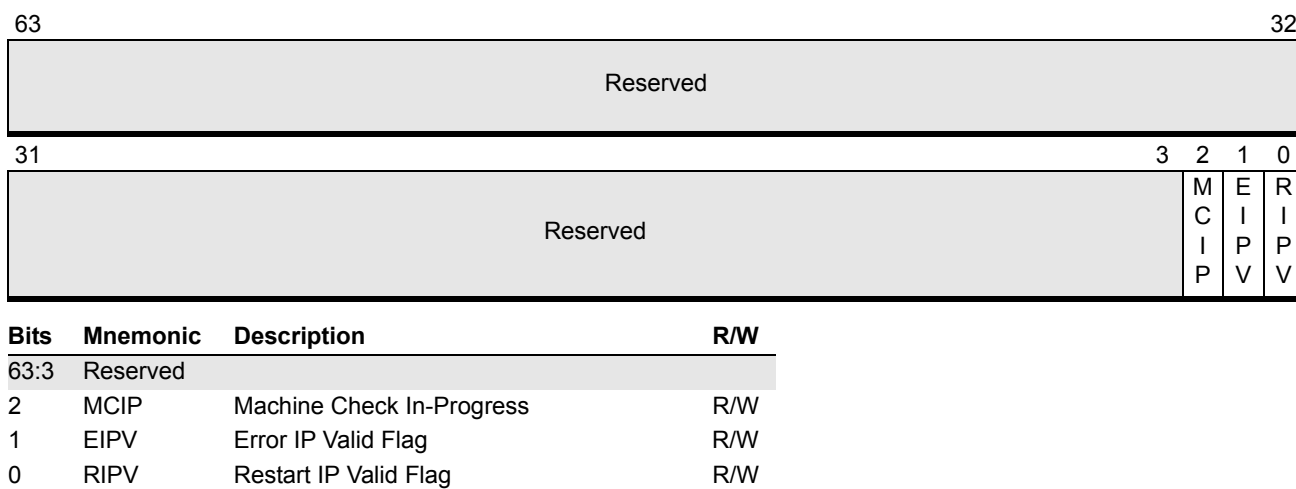 63 32
Reserved
31 3 2 1 0
Reserved
M E R
C I I
I P P
P V V
Bits Mnemonic Description R/W
63:3 Reserved
2 MCIP Machine Check In-Progress R/W
1 EIPV Error IP Valid Flag R/W
0 RIPV Restart IP Valid Flag R/W